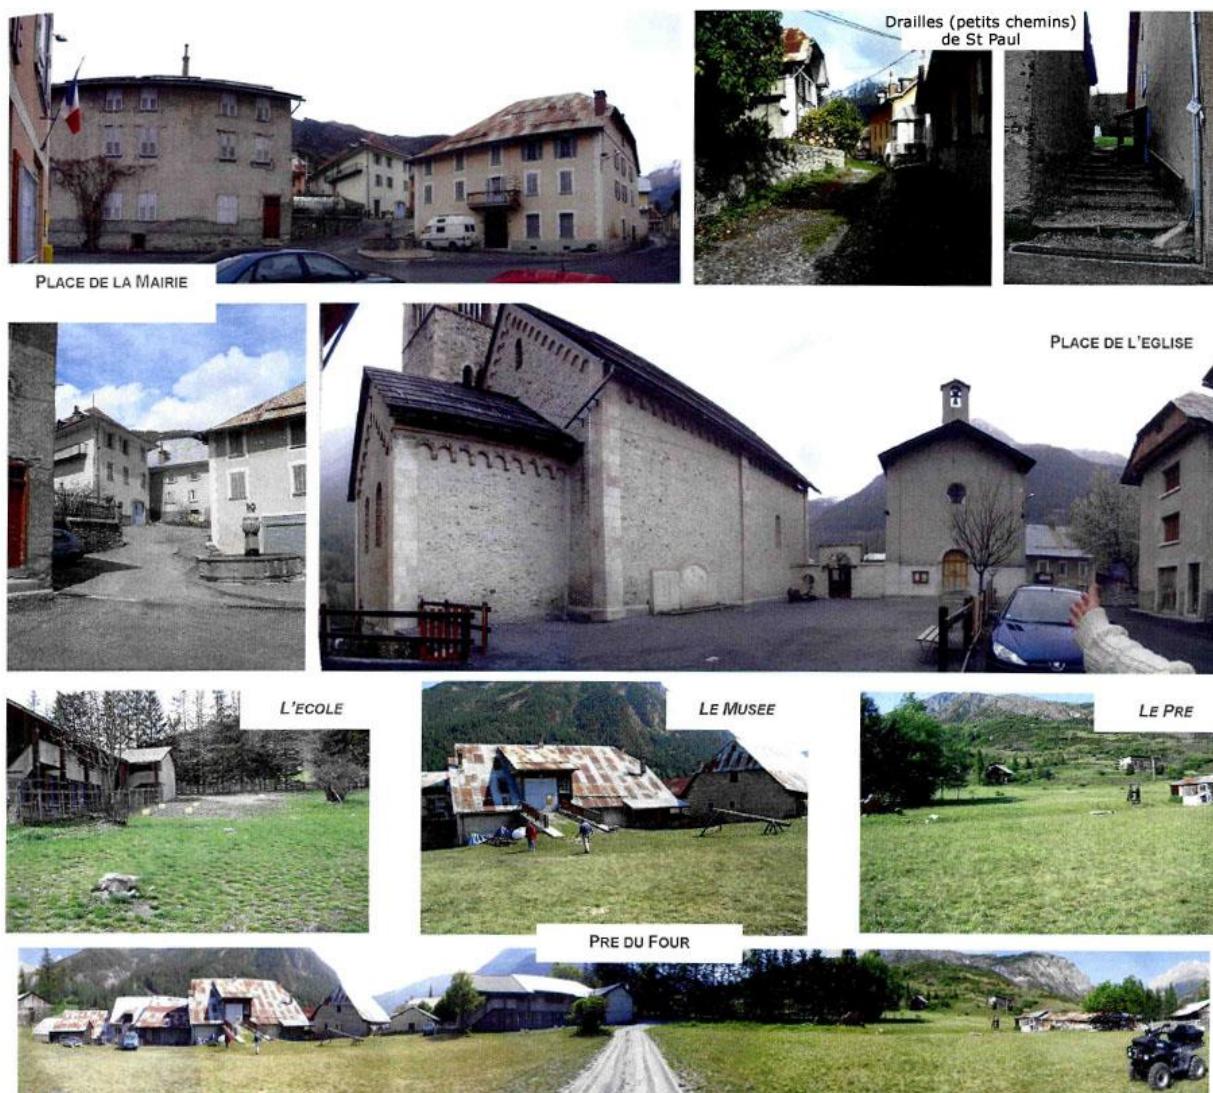 Drailles (petits chemins)
de St Paul
PLACE DE LA MAIRIE
PLACE DE L'EGLISE
L'ECOLE
LE MUSEE
LE PRE
PRE DU FOUR